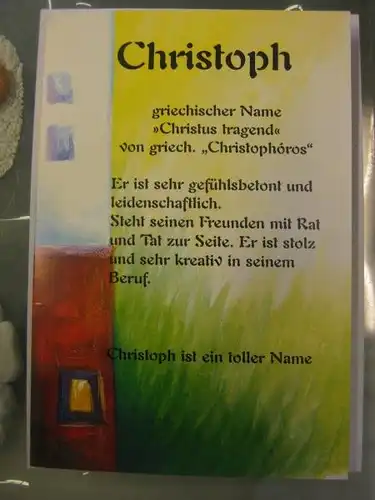 Christoph
griechischer Name
»Christus tragend«
von griech. „Christophóros“
Er ist sehr gefühlsbetont und
leidenschaftlich.
Steht seinen Freunden mit Rat
und Tat zur Seite. Er ist stolz
und sehr kreativ in seinem
Beruf.
Christoph ist ein toller Name